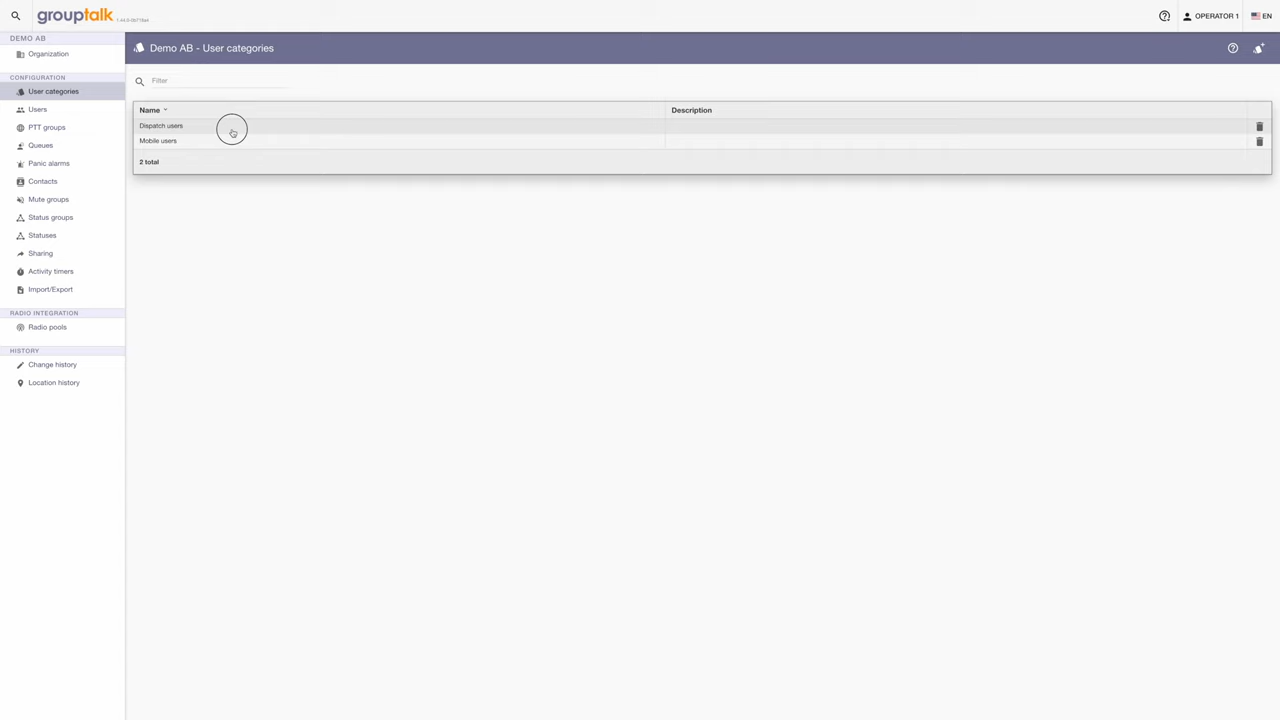 grouptalk
OPERATOR 1
EN
DEMO AB
Organization
CONFIGURATION
User categories
Users
PTT groups
Queues
Panic alarms
Contacts
Mute groups
Status groups
Statuses
Sharing
Activity timers
Import/Export
RADIO INTEGRATION
Radio pools
HISTORY
Change history
Location history
Demo AB - User categories
Filter
Name Description
Dispatch users
Mobile users
2 total